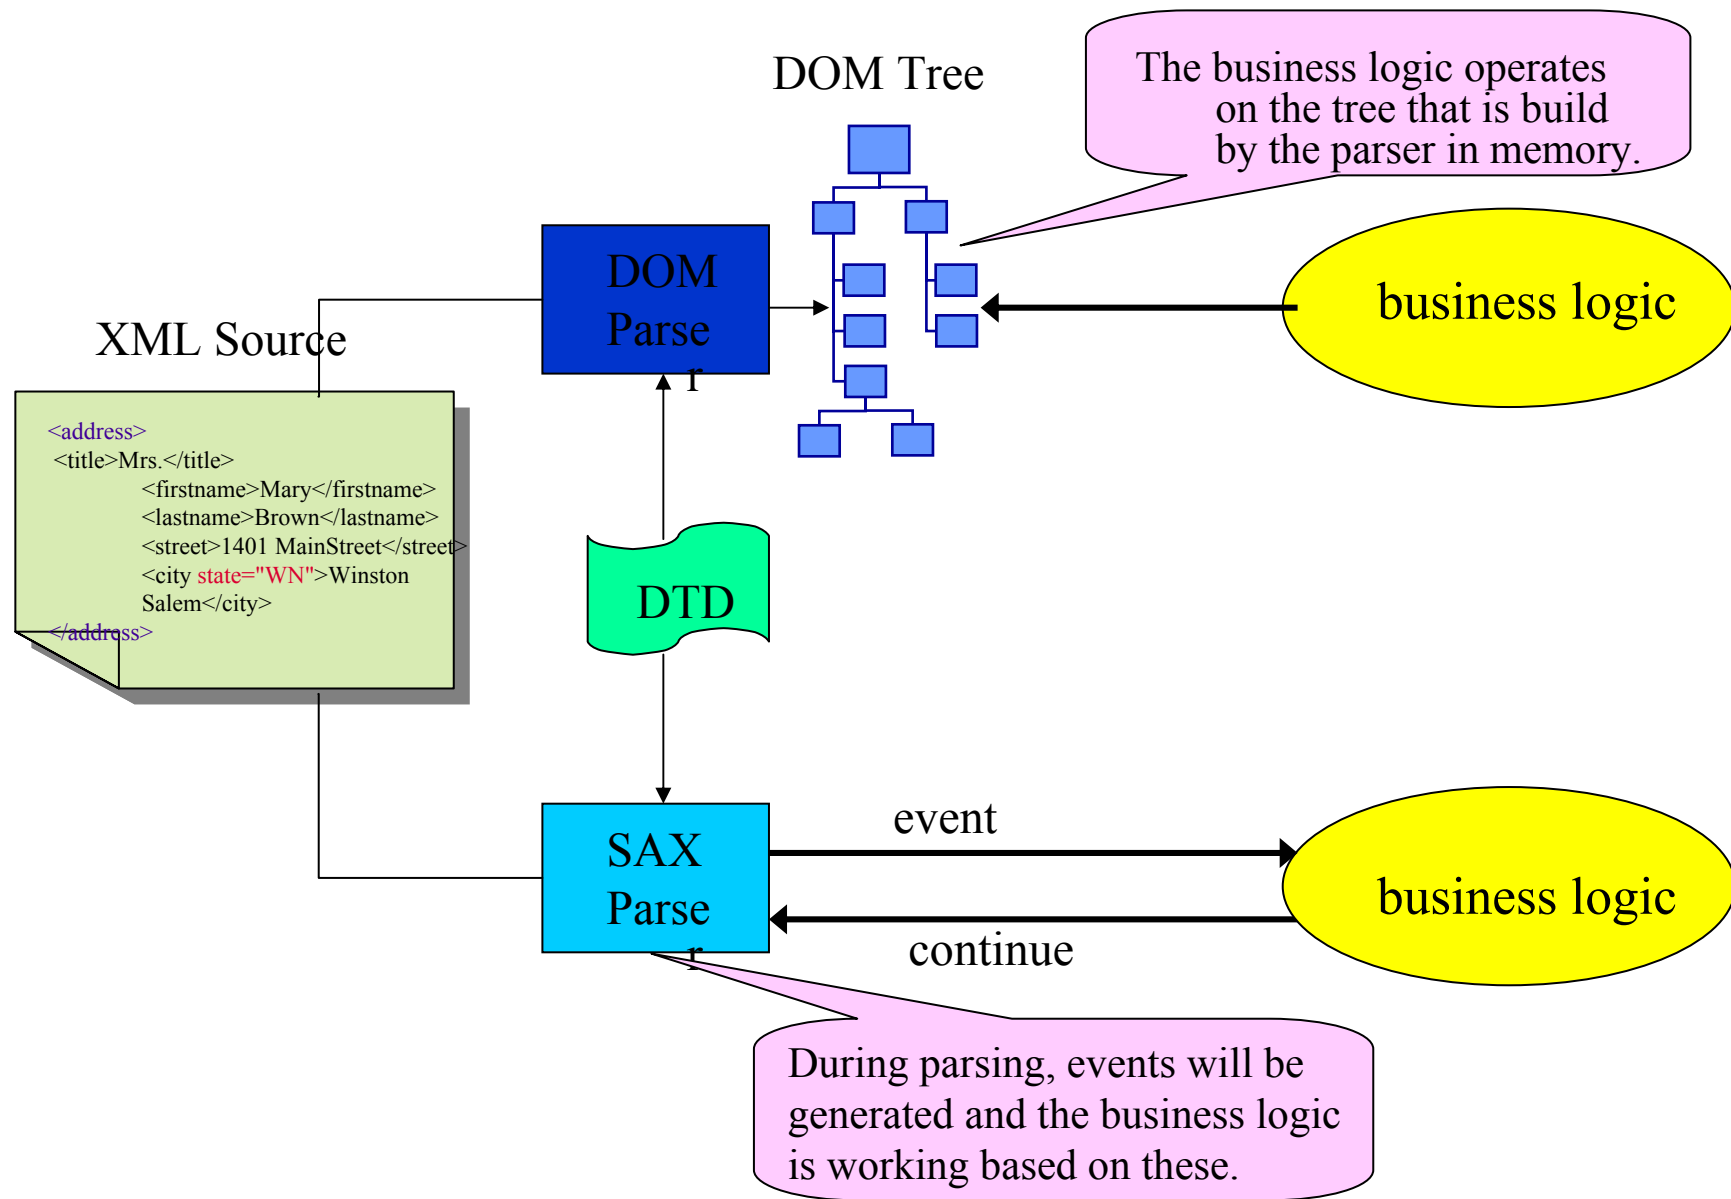 DOM Tree
The business logic operates
on the tree that is build
by the parser in memory.
DOM
Parse
r
business logic
XML Source
<address>
<title>Mrs.</title>
<firstname>Mary</firstname>
<lastname>Brown</lastname>
<street>1401 MainStreet</street>
<city state="WN">Winston
Salem</city>
</address>
DTD
SAX
Parse
r
event
continue
business logic
During parsing, events will be
generated and the business logic
is working based on these.